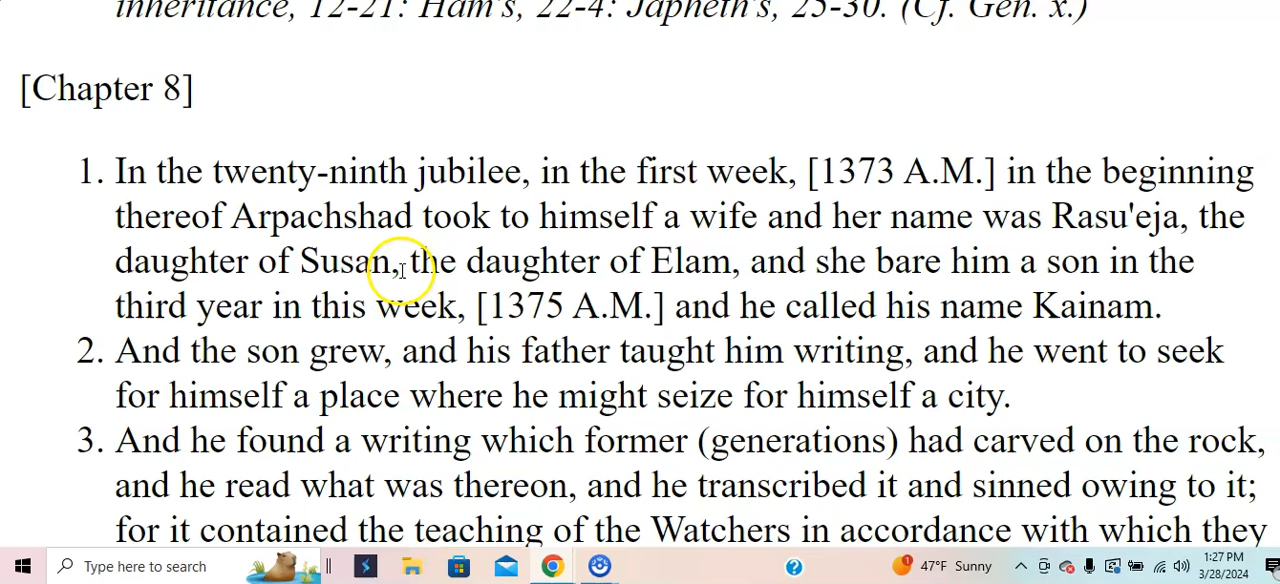 inheritance, 12-21: Ham's, 22-4: Japheth's, 25-30. (Cf. Gen. x.)
[Chapter 8]
1. In the twenty-ninth jubilee, in the first week, [1373 A.M.] in the beginning
thereof Arpachshad took to himself a wife and her name was Rasu'eja, the
daughter of Susan, the daughter of Elam, and she bare him a son in the
third year in this week, [1375 A.M.] and he called his name Kainam.
2. And the son grew, and his father taught him writing, and he went to seek
for himself a place where he might seize for himself a city.
3. And he found a writing which former (generations) had carved on the rock,
and he read what was thereon, and he transcribed it and sinned owing to it;
for it contained the teaching of the Watchers in accordance with which they
Type here to search
47°F Sunny
1:27 PM
3/28/2024